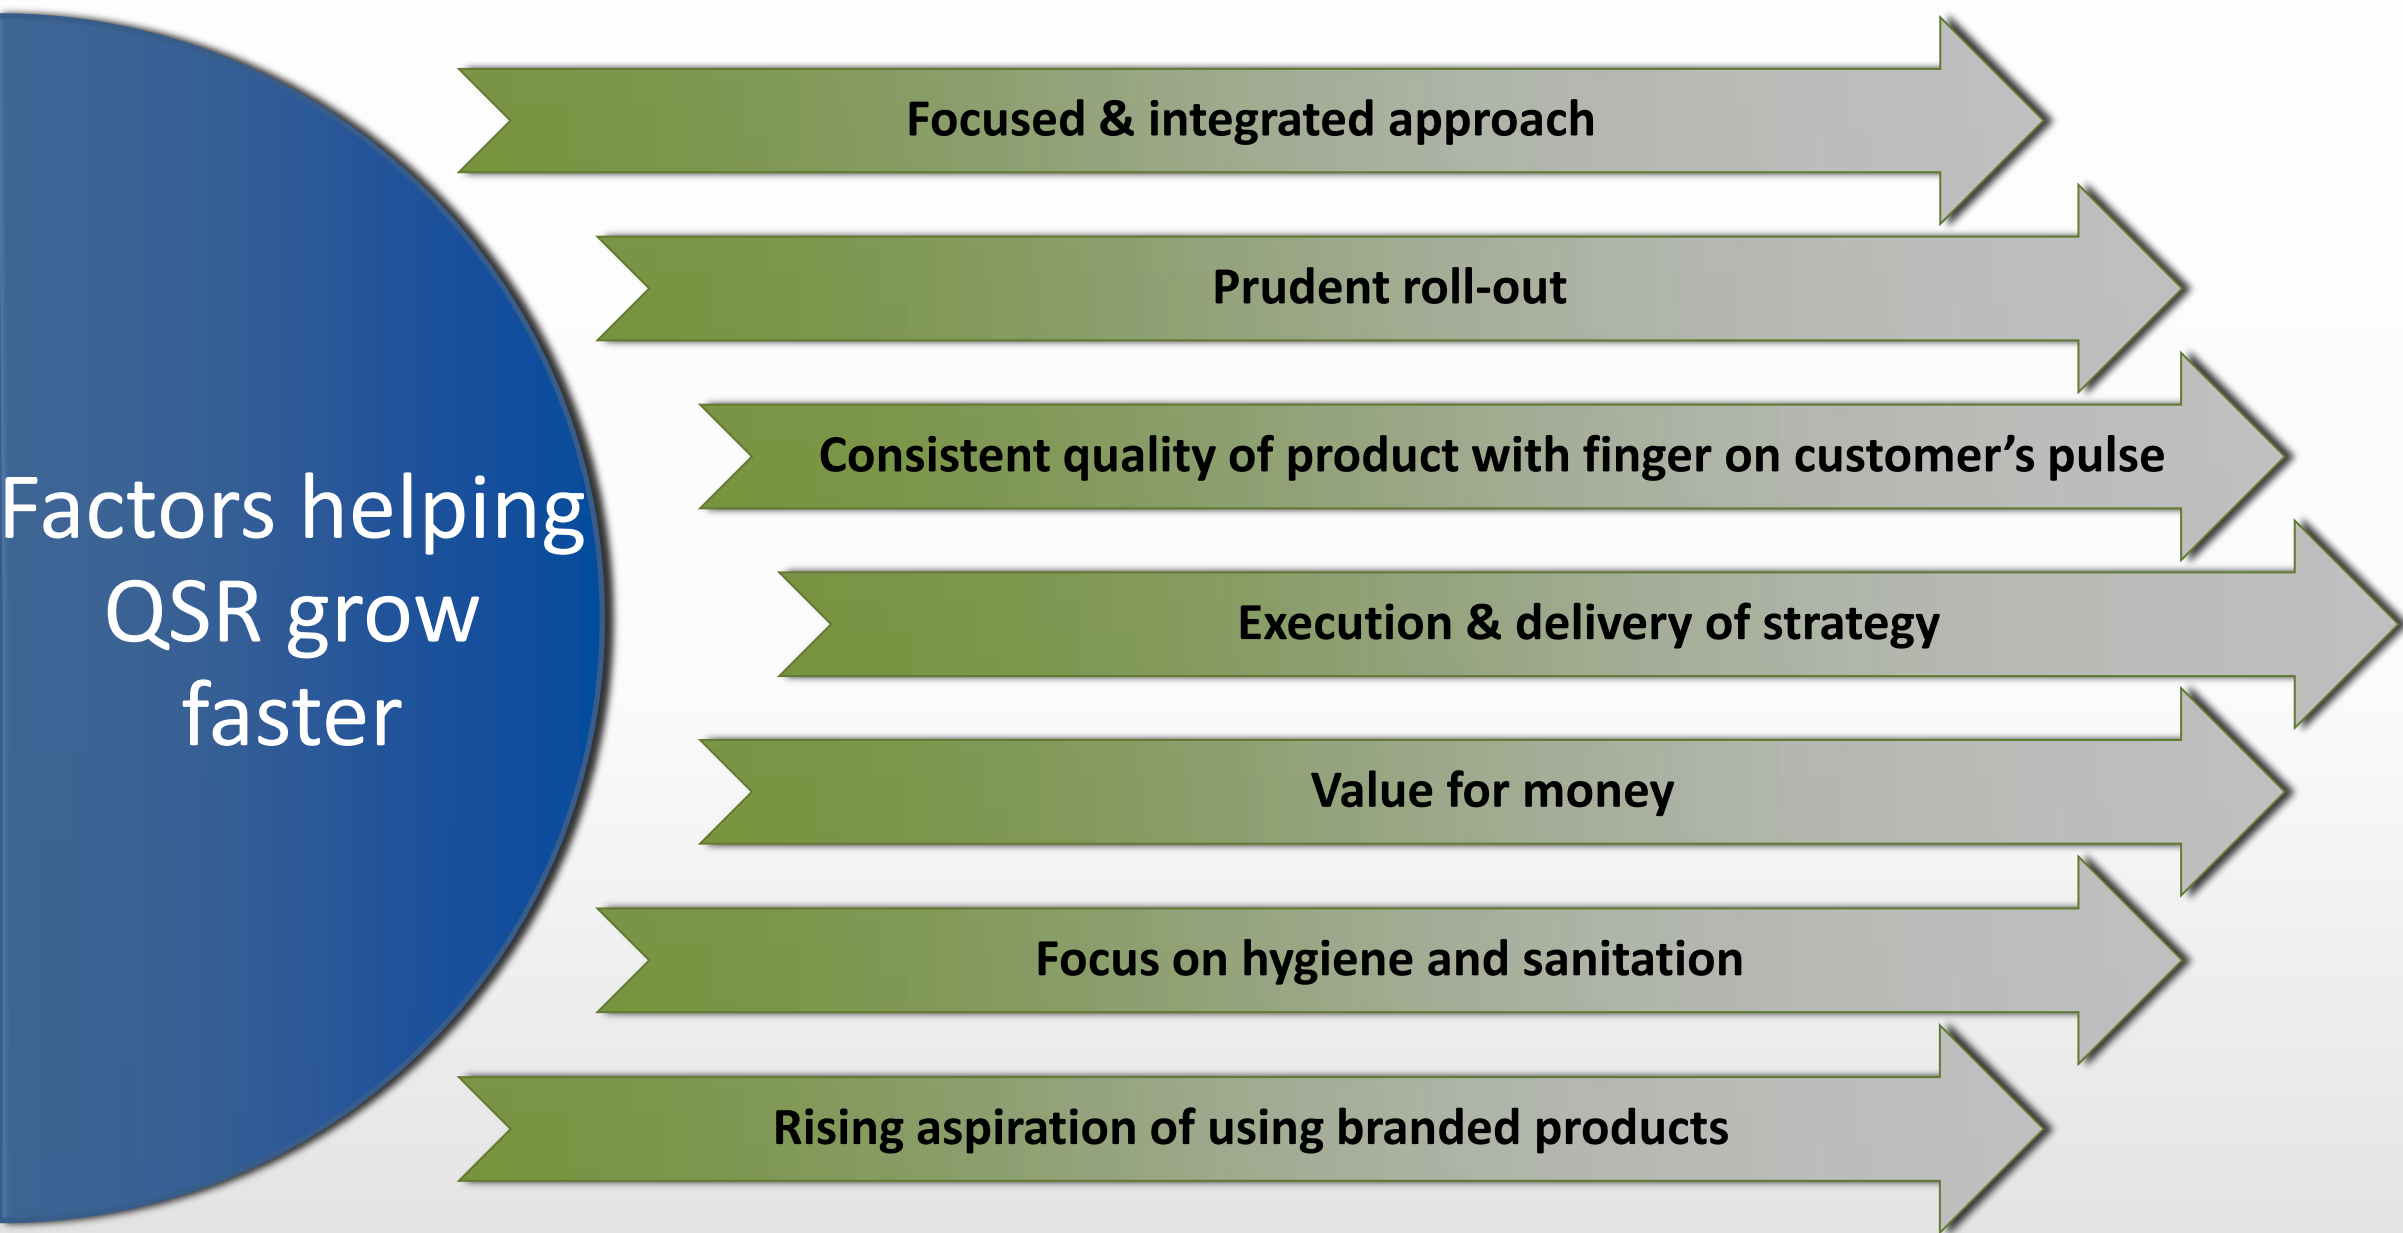 Factors helping
QSR grow
faster
Focused & integrated approach
Prudent roll-out
Consistent quality of product with finger on customer’s pulse
Execution & delivery of strategy
Value for money
Focus on hygiene and sanitation
Rising aspiration of using branded products